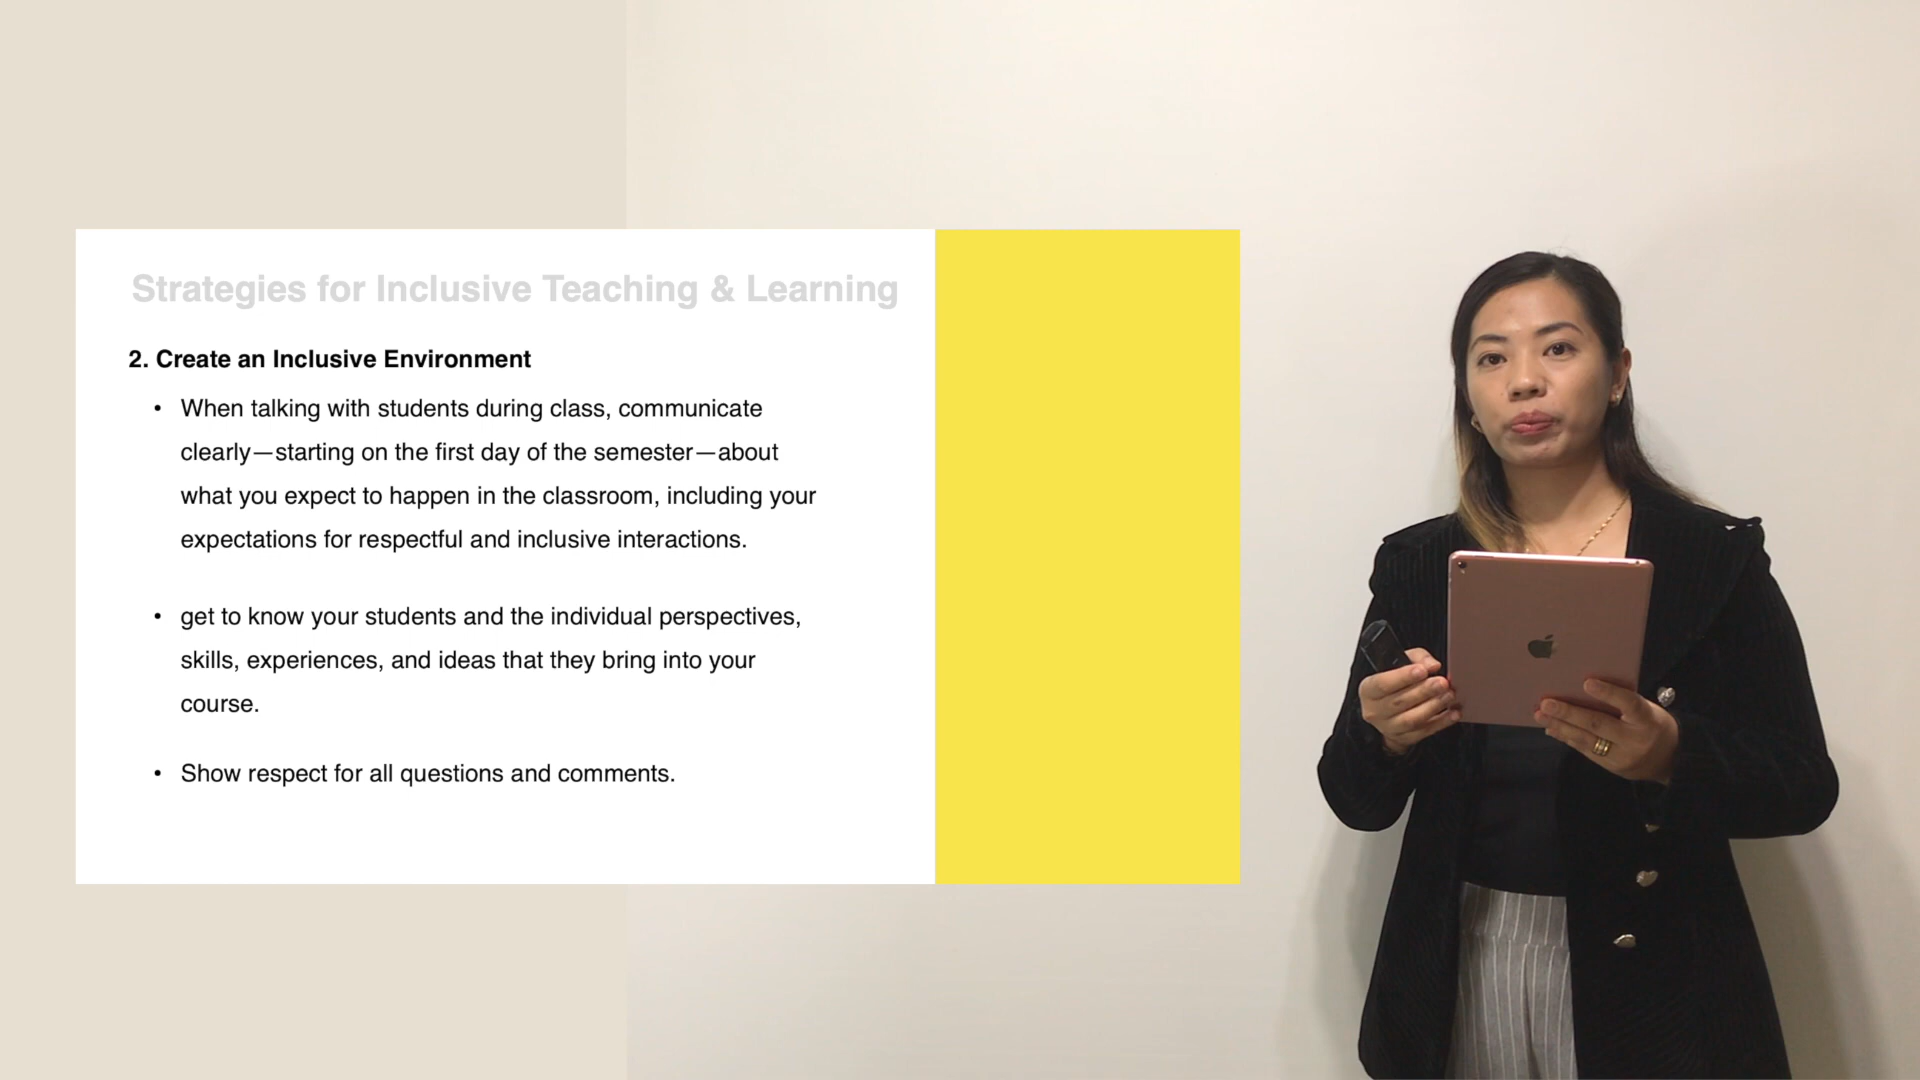 Strategies for Inclusive Teaching & Learning
2. Create an Inclusive Environment
• When talking with students during class, communicate
clearly—starting on the first day of the semester—about
what you expect to happen in the classroom, including your
expectations for respectful and inclusive interactions.
• get to know your students and the individual perspectives,
skills, experiences, and ideas that they bring into your
course.
• Show respect for all questions and comments.